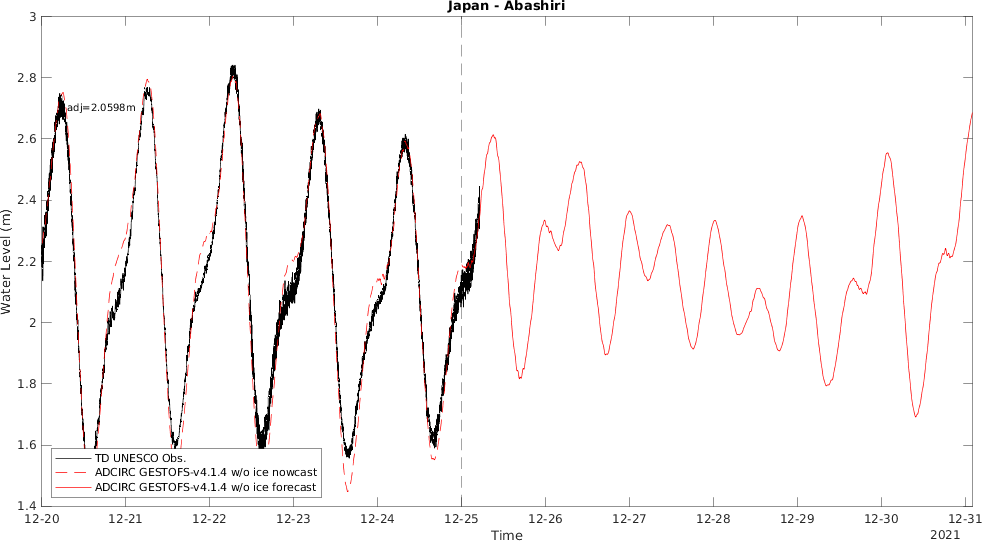 Japan - Abashiri
3
2.8
2.6
2.4
2.2
2
1.8
1.6
1.4
Water Level (m)
adj=2.0598m
TD UNESCO Obs.
ADCIRC GESTOFS-v4.1.4 w/o ice nowcast
ADCIRC GESTOFS-v4.1.4 w/o ice forecast
12-20 12-21 12-22 12-23 12-24 12-25 12-26 12-27 12-28 12-29 12-30 12-31
Time
2021